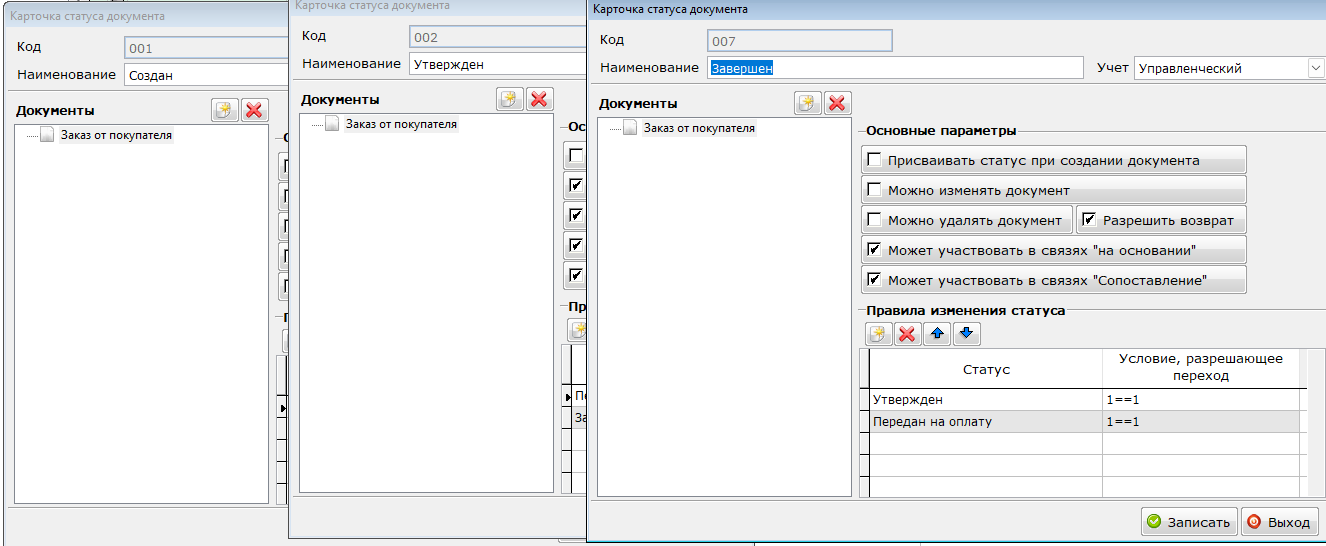 Карточка статуса документа
Код
001
Наименование
Создан
Документы
Заказ от покупателя
Карточка статуса документа
Код
002
Наименование
Утвержден
Документы
Заказ от покупателя
Карточка статуса документа
Код
007
Наименование
Завершен
Учет
Управленческий
Документы
Заказ от покупателя
Основные параметры
Присваивать статус при создании документа
Можно изменять документ
Можно удалять документ
Разрешить возврат
Может участвовать в связях "на основании"
Может участвовать в связях "Сопоставление"
Правила изменения статуса
Статус
Условие, разрешающее
переход
Утвержден
1==1
Передан на оплату
1==1
Записать
Выход